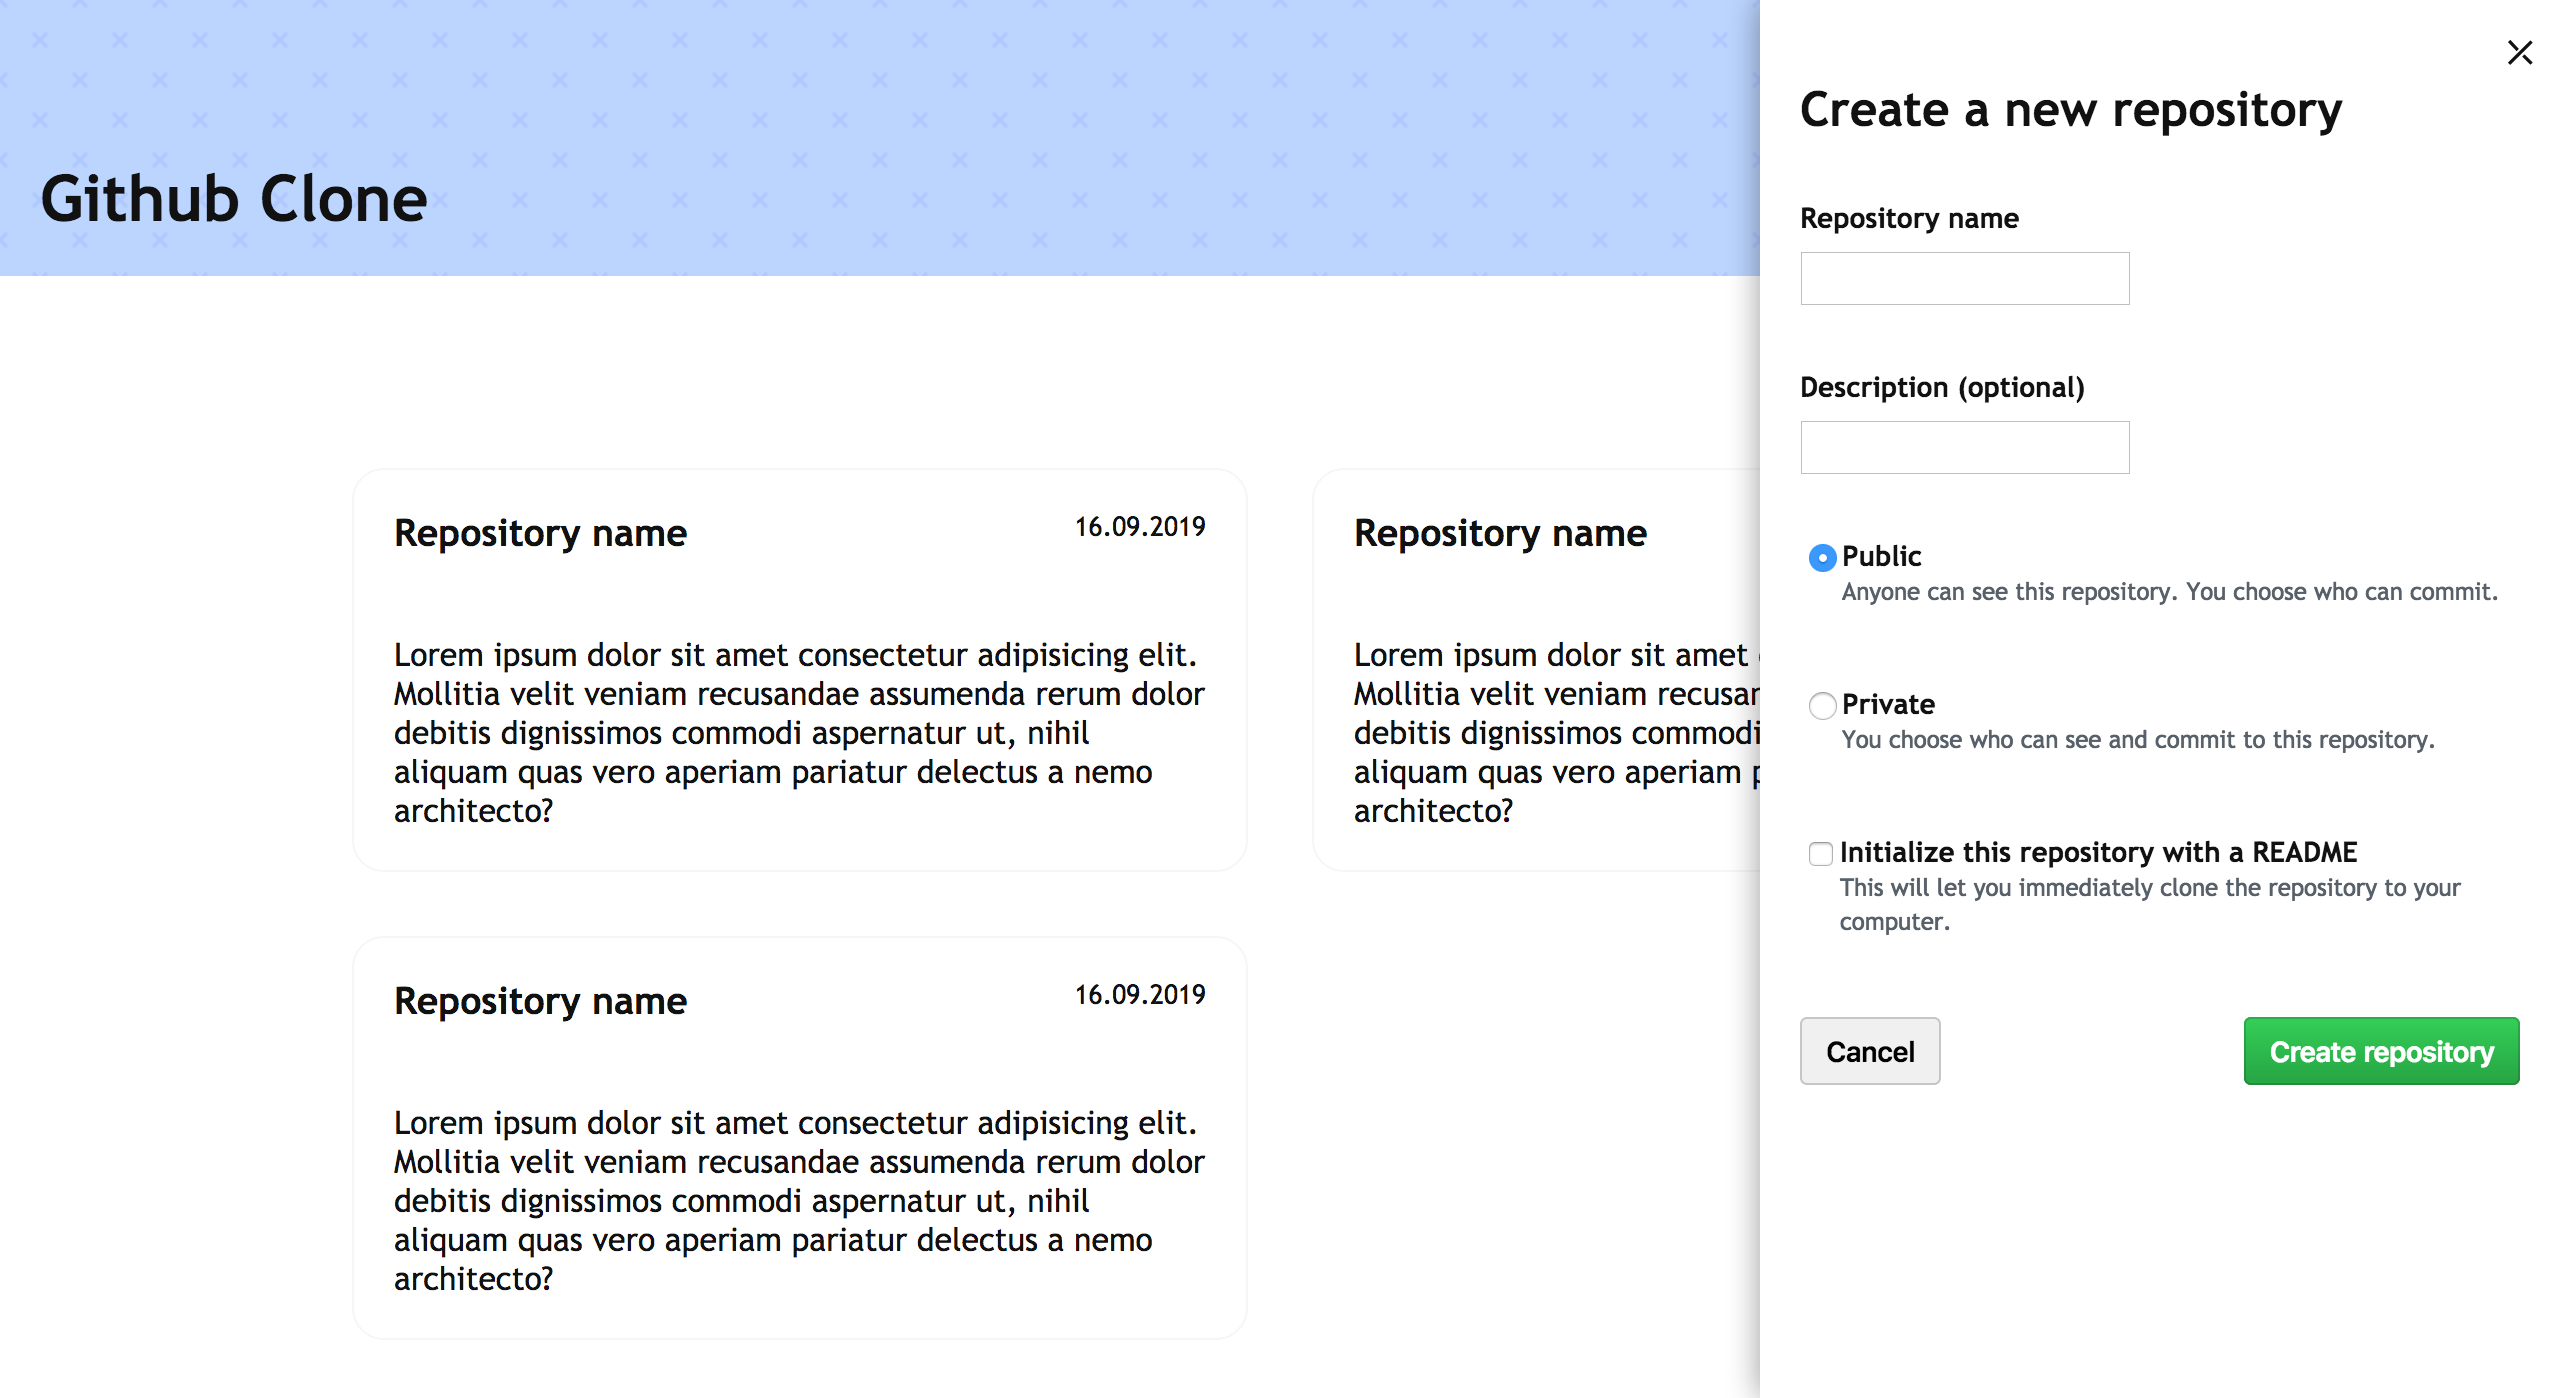 Github Clone
Repository name
16.09.2019
Lorem ipsum dolor sit amet consectetur adipisicing elit.
Mollitia velit veniam recusandae assumenda rerum dolor
debitis dignissimos commodi aspernatur ut, nihil
aliquam quas vero aperiam pariatur delectus a nemo
architecto?
Repository name
Lorem ipsum dolor sit amet
Mollitia velit veniam
debitis dignissimos commodi
aliquam quas vero aperiam
architecto?
Repository name
16.09.2019
Lorem ipsum dolor sit amet consectetur adipisicing elit.
Mollitia velit veniam recusandae assumenda rerum dolor
debitis dignissimos commodi aspernatur ut, nihil
aliquam quas vero aperiam pariatur delectus a nemo
architecto?
Create a new repository
Repository name
Description (optional)
Public
Anyone can see this repository. You choose who can commit.
Private
You choose who can see and commit to this repository.
Initialize this repository with a README
This will let you immediately clone the repository to your
computer.
Cancel
Create repository